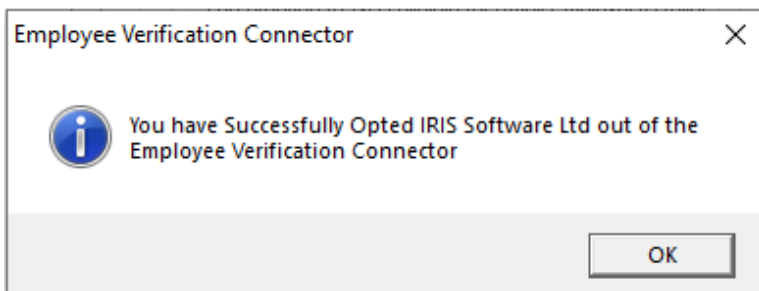 Employee Verification Connector
You have Successfully Opted IRIS Software Ltd out of the
Employee Verification Connector
OK